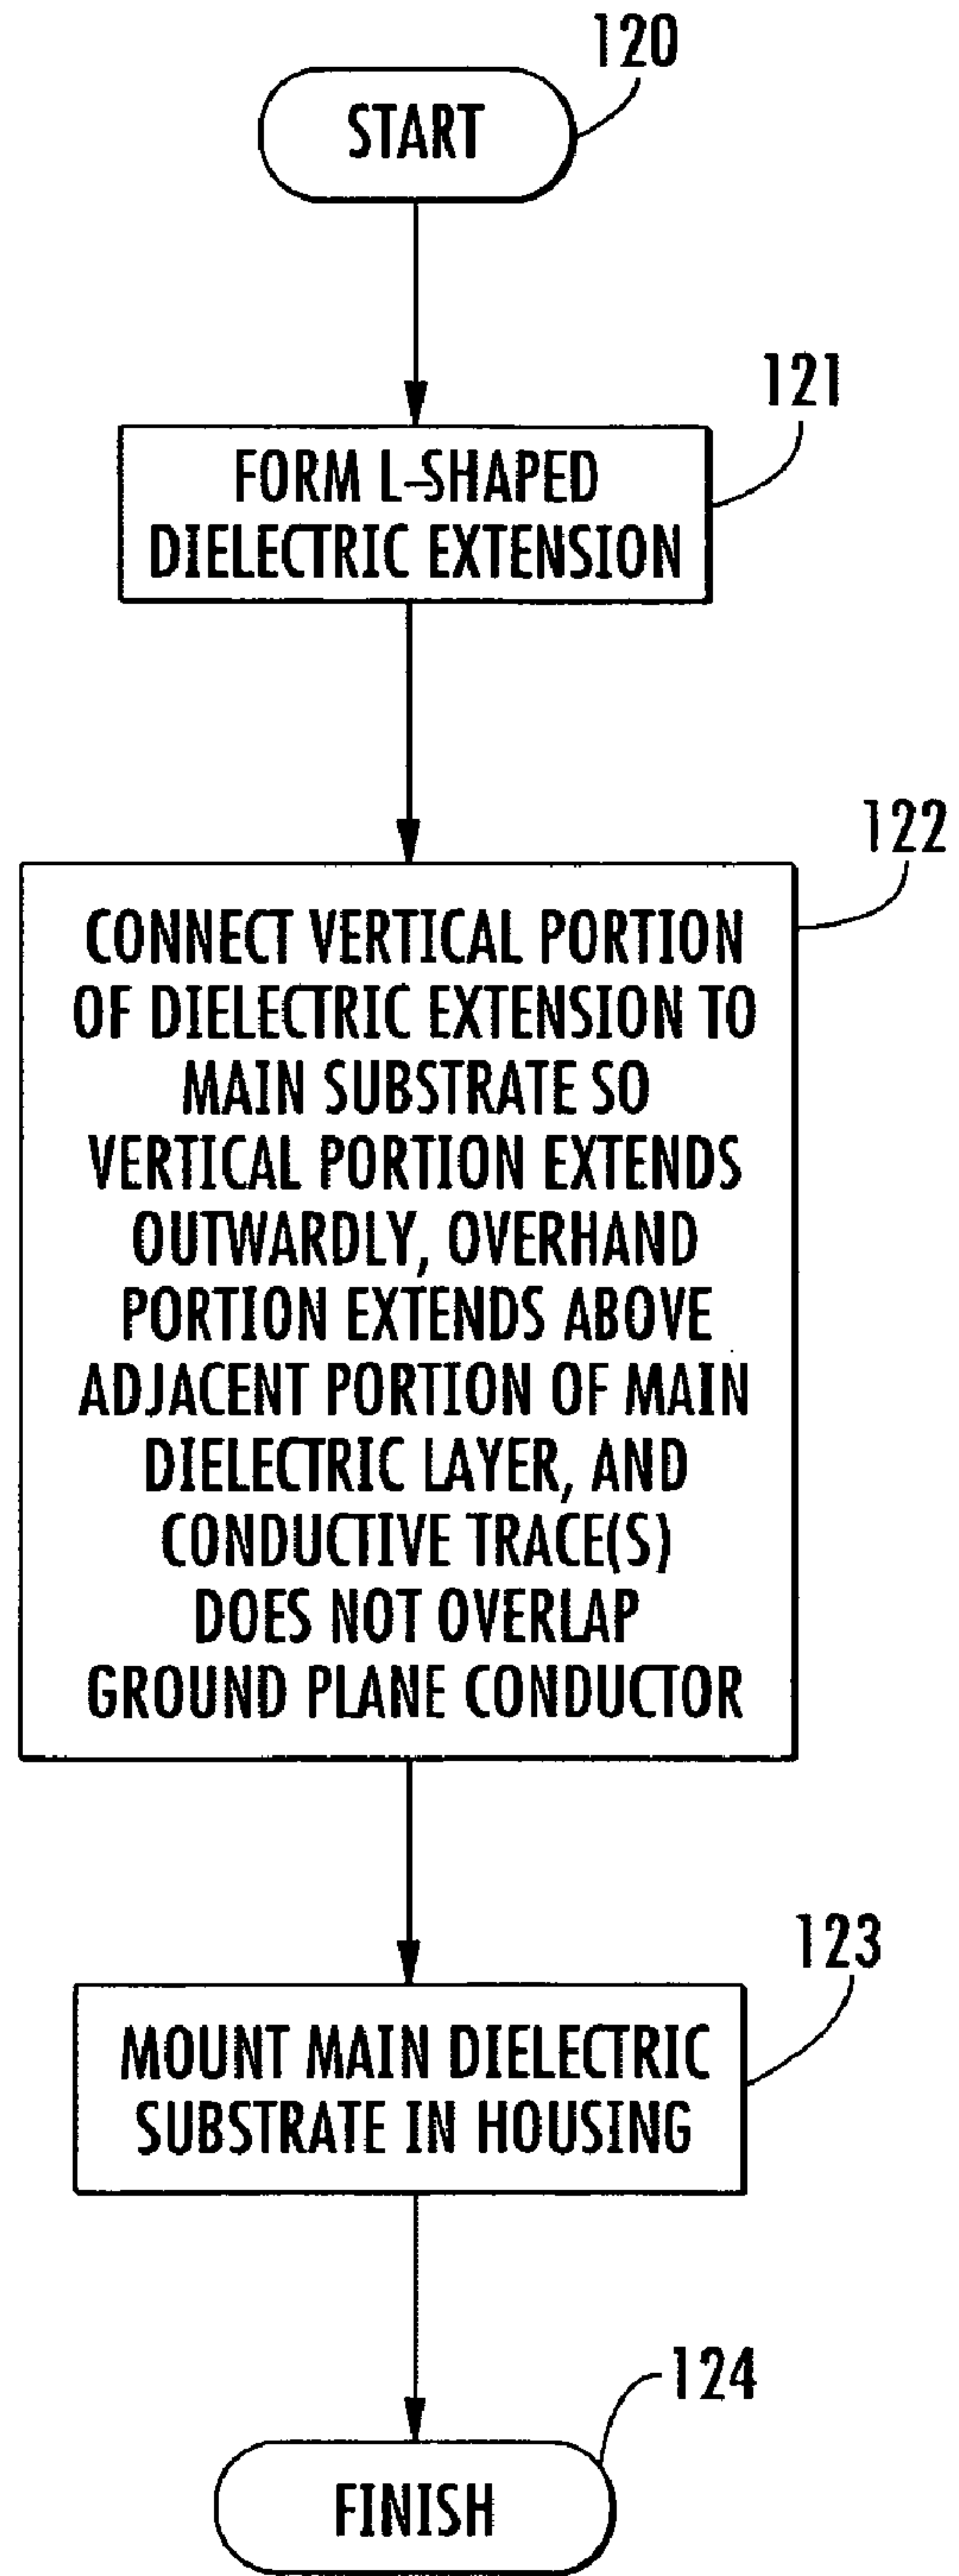 120
START
121
FORM L-SHAPED
DIELECTRIC EXTENSION
122
CONNECT VERTICAL PORTION
OF DIELECTRIC EXTENSION TO
MAIN SUBSTRATE SO
VERTICAL PORTION EXTENDS
OUTWARDLY, OVERHAND
PORTION EXTENDS ABOVE
ADJACENT PORTION OF MAIN
DIELECTRIC LAYER, AND
CONDUCTIVE TRACE(S)
DOES NOT OVERLAP
GROUND PLANE CONDUCTOR
123
MOUNT MAIN DIELECTRIC
SUBSTRATE IN HOUSING
124
FINISH